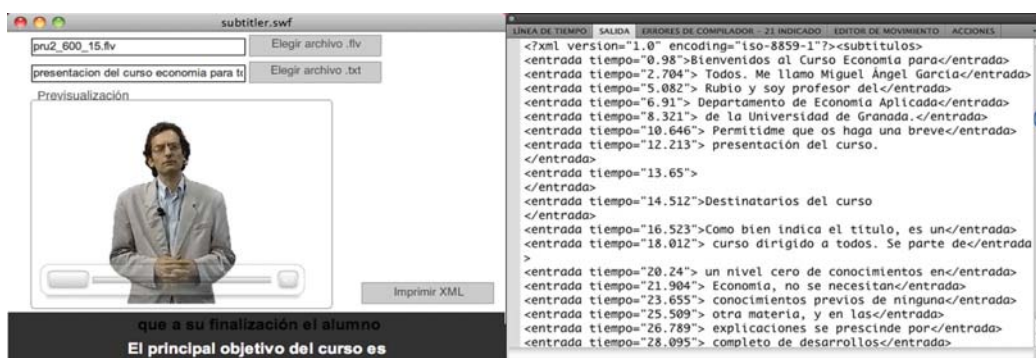 subtitler.swf
pru2_600_15.flv
Elegir archivo .flv
presentacion del curso economia para to
Elegir archivo .txt
Previsualización
Imprimir XML
que a su finalización el alumno
El principal objetivo del curso es
LÍNEA DE TIEMPO SALIDA ERRORES DE COMPILADOR - 21 INDICADO EDITOR DE MOVIMIENTO ACCIONES
<?xml version="1.0" encoding="iso-8859-1"?><subtitulos>
<entrada tiempo="0.98">Bienvenidos al Curso Economía para</entrada>
<entrada tiempo="2.704"> Todos. Me llamo Miguel Ángel García</entrada>
<entrada tiempo="5.082"> Rubio y soy profesor del</entrada>
<entrada tiempo="6.91"> Departamento de Economía Aplicada</entrada>
<entrada tiempo="8.321"> de la Universidad de Granada.</entrada>
<entrada tiempo="10.646"> Permitidme que os haga una breve</entrada>
<entrada tiempo="12.213"> presentación del curso.
</entrada>
<entrada tiempo="13.65">
</entrada>
<entrada tiempo="14.512">Destinatarios del curso
</entrada>
<entrada tiempo="16.523">Como bien indica el título, es un</entrada>
<entrada tiempo="18.012"> curso dirigido a todos. Se parte de</entrada
>
<entrada tiempo="20.24"> un nivel cero de conocimientos en</entrada>
<entrada tiempo="21.904"> Economía, no se necesitan</entrada>
<entrada tiempo="23.655"> conocimientos previos de ninguna</entrada>
<entrada tiempo="25.509"> otra materia, y en las</entrada>
<entrada tiempo="26.789"> explicaciones se prescinde por</entrada>
<entrada tiempo="28.095"> completo de desarrollos</entrada>